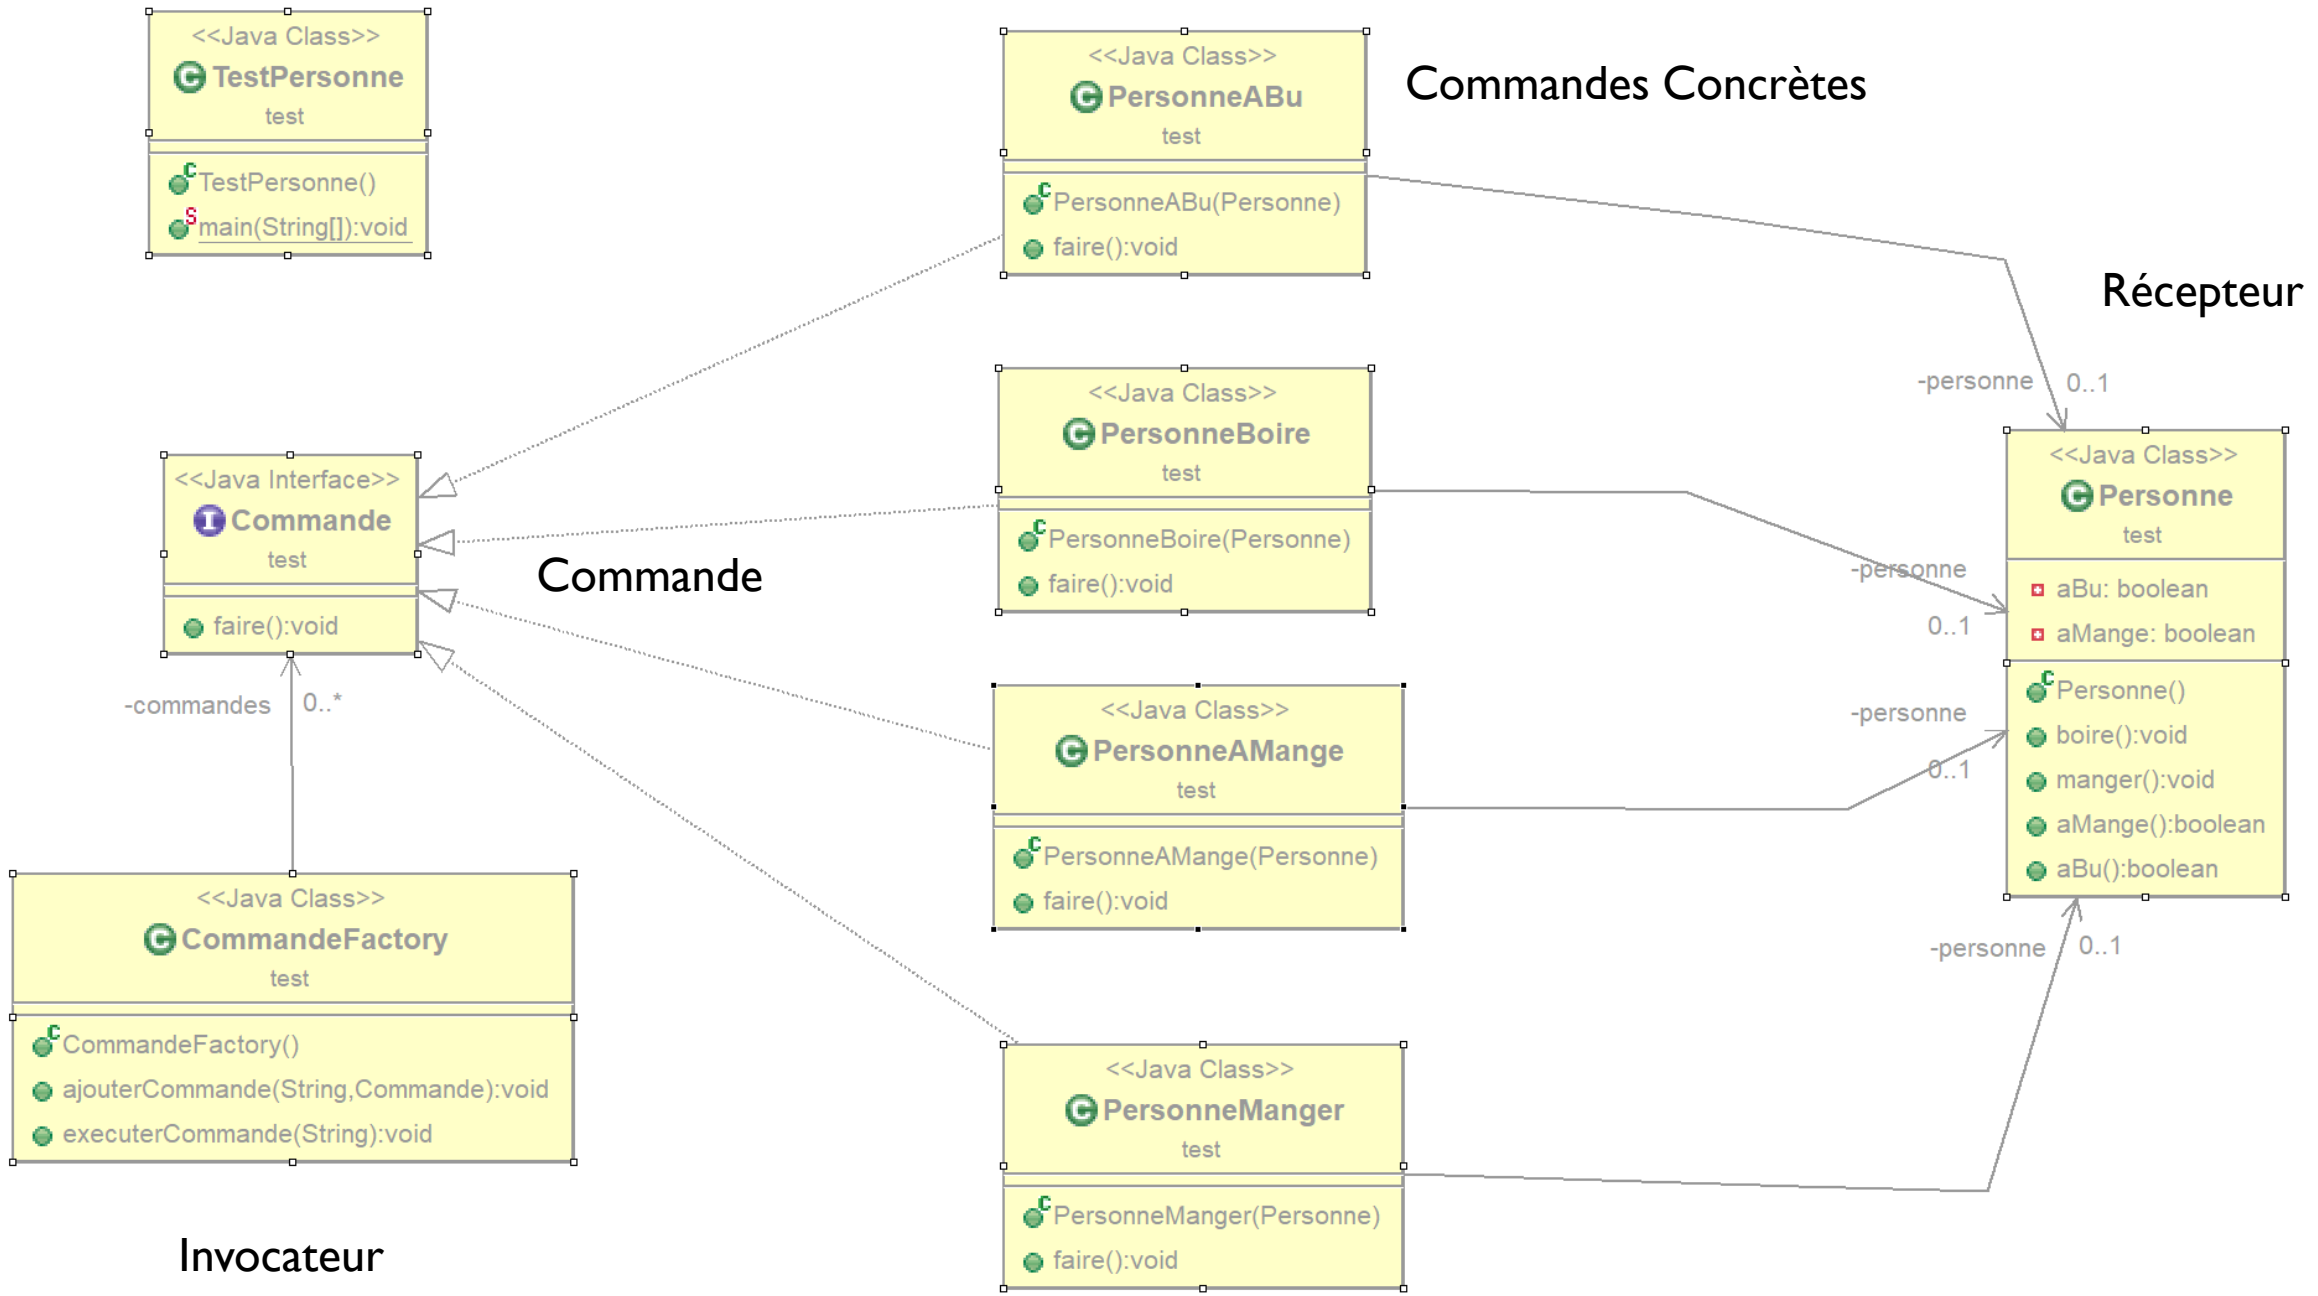 <<Java Class>>
TestPersonne
test
TestPersonne()
main(String[]):void
<<Java Class>>
PersonneABu
test
PersonneABu(Personne)
faire():void
Commandes Concrètes
Récepteur
-personne
0..1
<<Java Class>>
PersonneBoire
test
PersonneBoire(Personne)
faire():void
<<Java Interface>>
Commande
test
faire():void
Commande
-commandes
0..*
<<Java Class>>
Personne
test
aBu: boolean
aMange: boolean
Personne()
boire():void
manger():void
aMange():boolean
aBu():boolean
-personne
0..1
-personne
0..1
<<Java Class>>
PersonneAMange
test
PersonneAMange(Personne)
faire():void
<<Java Class>>
CommandeFactory
test
CommandeFactory()
ajouterCommande(String,Commande):void
executerCommande(String):void
-personne
0..1
<<Java Class>>
PersonneManger
test
PersonneManger(Personne)
faire():void
Invocateur